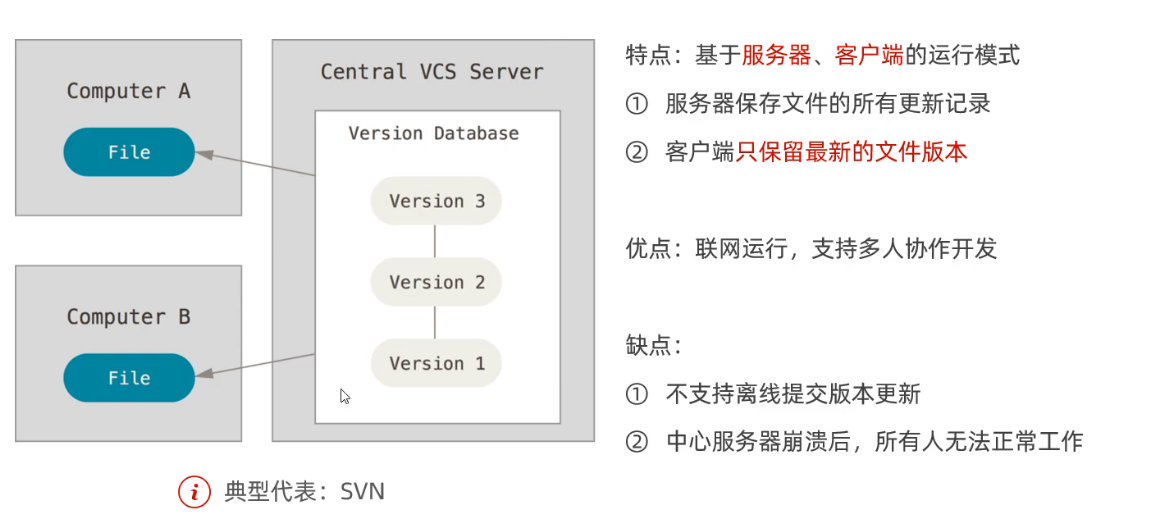 Computer A
File
Computer B
File
Central VCS Server
Version Database
Version 3
Version 2
Version 1
i 典型代表：SVN
特点：基于服务器、客户端的运行模式
① 服务器保存文件的所有更新记录
② 客户端只保留最新的文件版本
优点：联网运行，支持多人协作开发
缺点：
① 不支持离线提交版本更新
② 中心服务器崩溃后，所有人无法正常工作